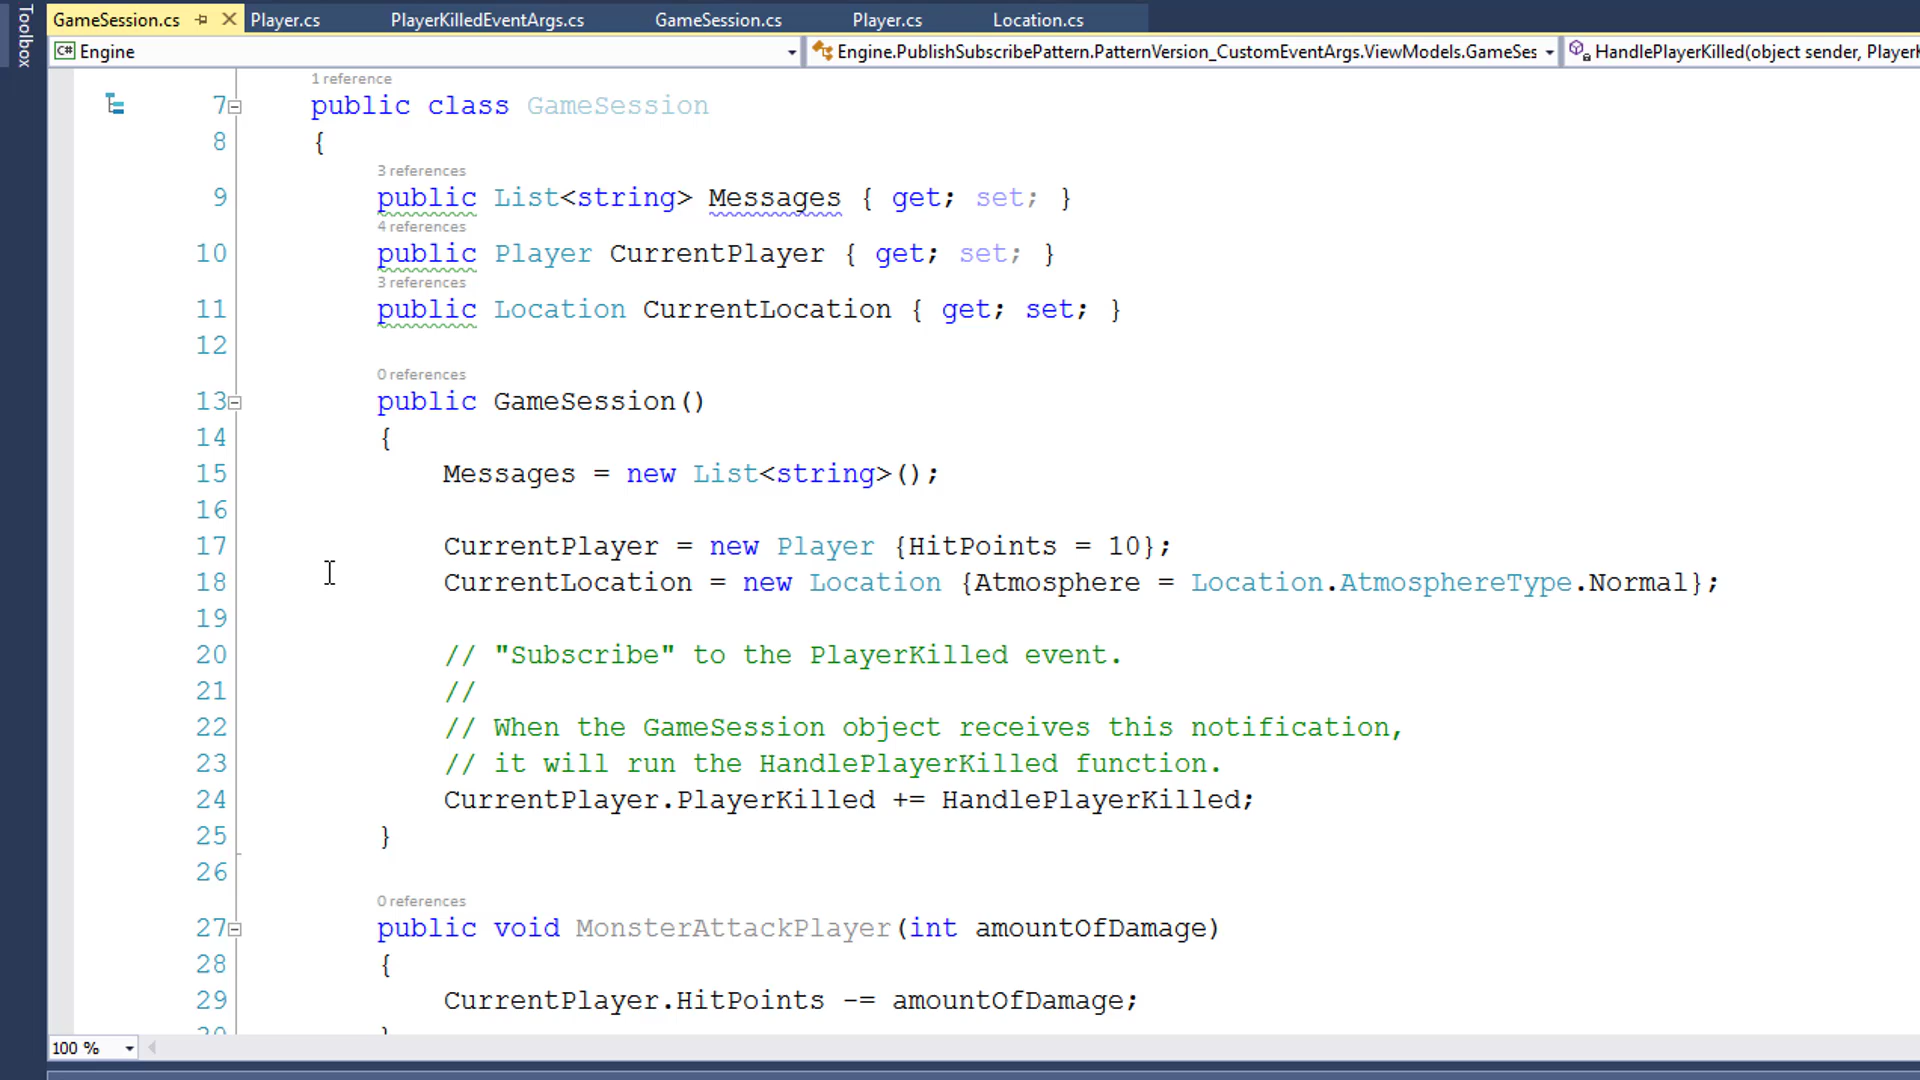 GameSession.cs Player.cs PlayerKilledEventArgs.cs GameSession.cs Player.cs Location.cs
Toolbox
C# Engine Engine.PublishSubscribePattern.PatternVersion_CustomEventArgs.ViewModels.GameSes HandlePlayerKilled(object sender, Player
1 reference
7 public class GameSession
8 {
3 references
9 public List<string> Messages { get; set; }
4 references
10 public Player CurrentPlayer { get; set; }
3 references
11 public Location CurrentLocation { get; set; }
12
0 references
13 public GameSession()
14 {
15 Messages = new List<string>();
16
17 CurrentPlayer = new Player {HitPoints = 10};
18 CurrentLocation = new Location {Atmosphere = Location.AtmosphereType.Normal};
19
20 // "Subscribe" to the PlayerKilled event.
21 //
22 // When the GameSession object receives this notification,
23 // it will run the HandlePlayerKilled function.
24 CurrentPlayer.PlayerKilled += HandlePlayerKilled;
25 }
26
0 references
27 public void MonsterAttackPlayer(int amountOfDamage)
28 {
29 CurrentPlayer.HitPoints -= amountOfDamage;
30 }
100 %